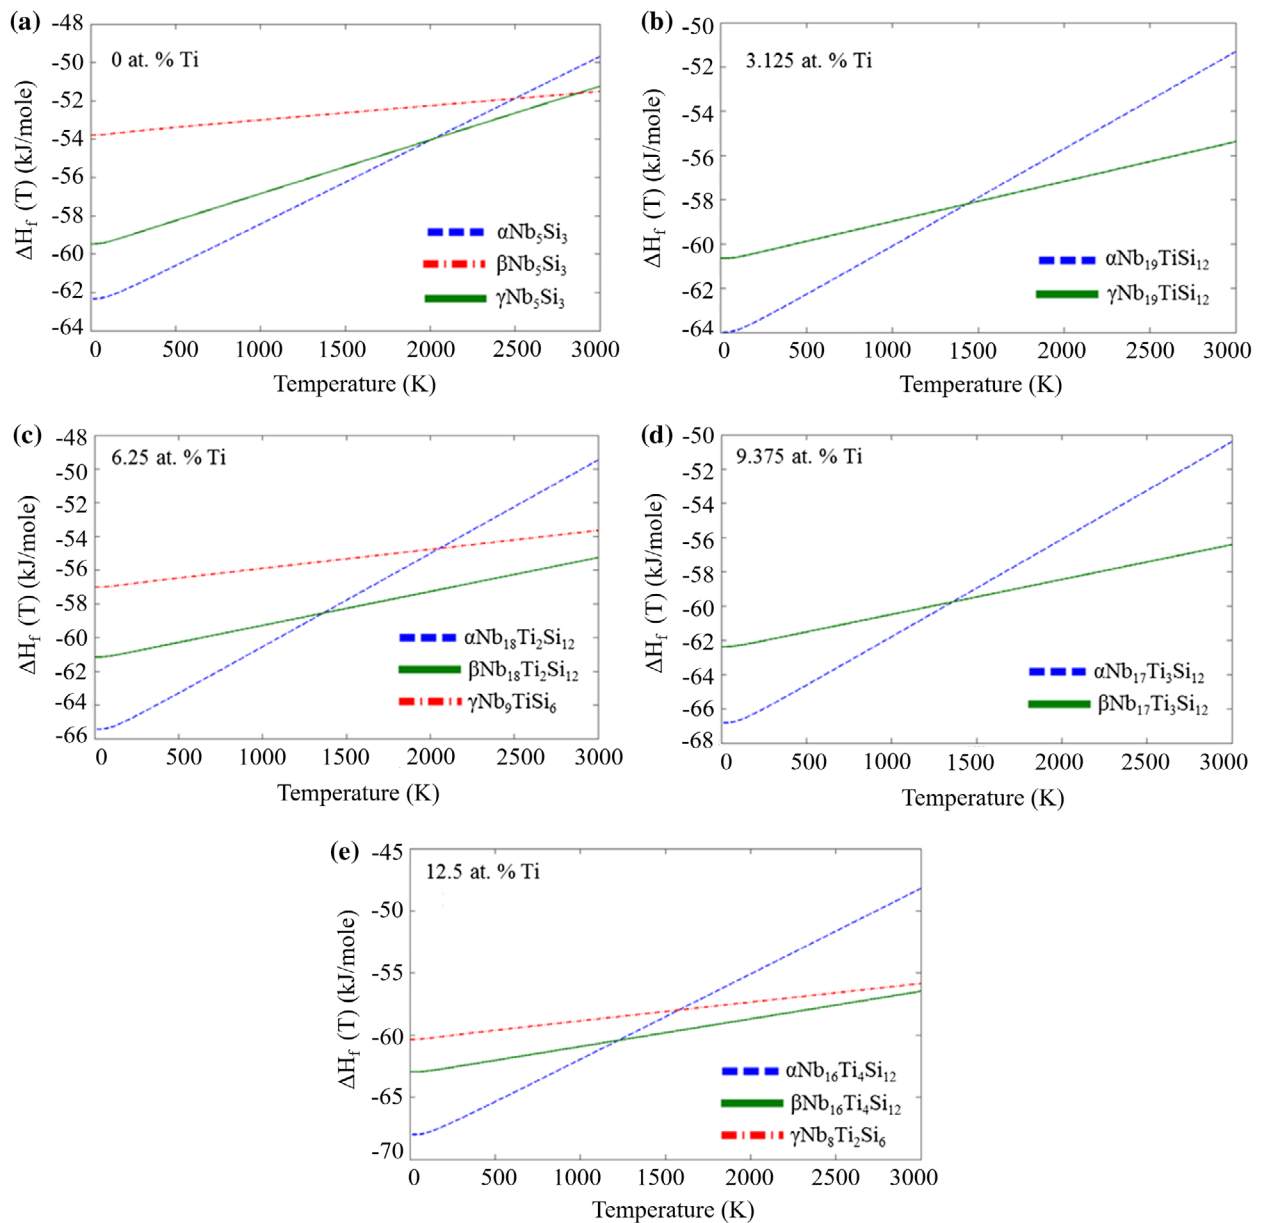 (a)
0 at. % Ti
ΔHf (T) (kJ/mole)
-48
-50
-52
-54
-56
-58
-60
-62
-64
αNb5Si3
βNb5Si3
γNb5Si3
0 500 1000 1500 2000 2500 3000
Temperature (K)
(b)
3.125 at. % Ti
ΔHf (T) (kJ/mole)
-50
-52
-54
-56
-58
-60
-62
-64
αNb19TiSi12
γNb19TiSi12
0 500 1000 1500 2000 2500 3000
Temperature (K)
(c)
6.25 at. % Ti
ΔHf (T) (kJ/mole)
-48
-50
-52
-54
-56
-58
-60
-62
-64
-66
αNb18Ti2Si12
βNb18Ti2Si12
γNb9TiSi6
0 500 1000 1500 2000 2500 3000
Temperature (K)
(d)
9.375 at. % Ti
ΔHf (T) (kJ/mole)
-50
-52
-54
-56
-58
-60
-62
-64
-66
-68
αNb17Ti3Si12
βNb17Ti3Si12
0 500 1000 1500 2000 2500 3000
Temperature (K)
(e)
12.5 at. % Ti
ΔHf (T) (kJ/mole)
-45
-50
-55
-60
-65
-70
αNb16Ti4Si12
βNb16Ti4Si12
γNb8Ti2Si6
0 500 1000 1500 2000 2500 3000
Temperature (K)